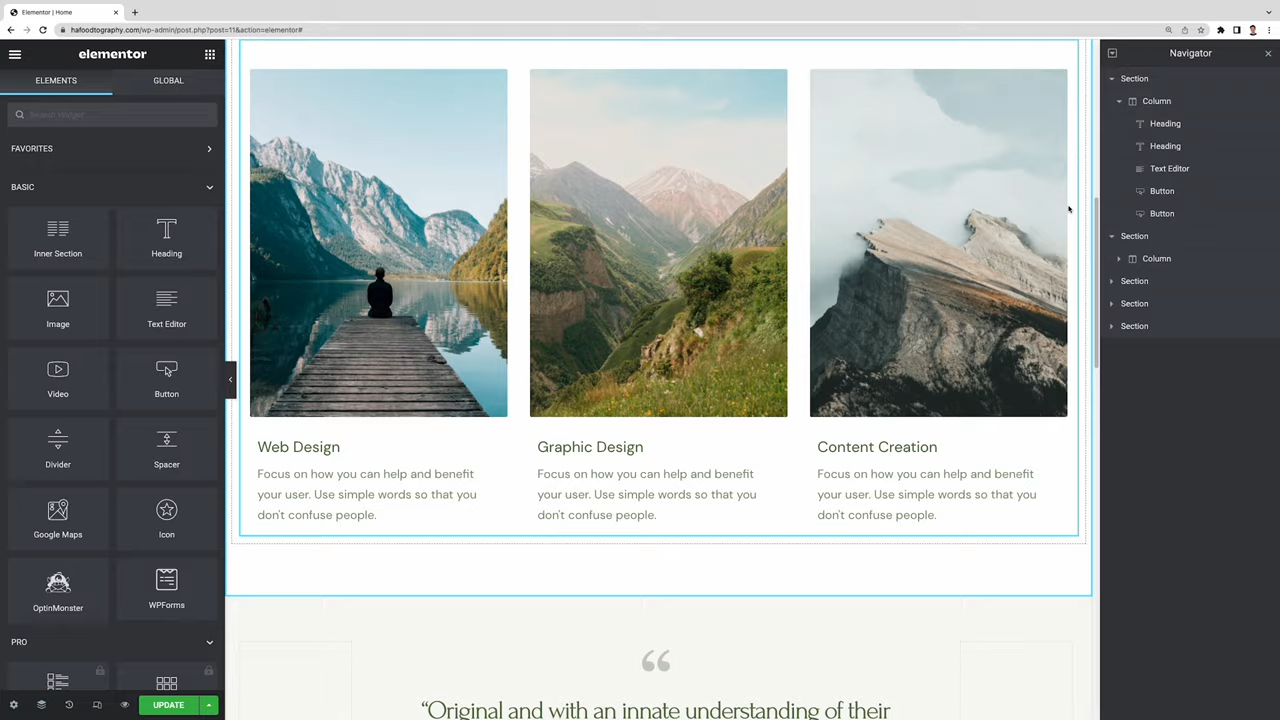 Elementor | Home
hafoodtography.com/wp-admin/post.php?post=11&action=elementor#
elementor
ELEMENTS
GLOBAL
Search Widget...
FAVORITES
BASIC
Inner Section
Heading
Image
Text Editor
Video
Button
Divider
Spacer
Google Maps
Icon
OptinMonster
WPForms
PRO
UPDATE
Web Design
Focus on how you can help and benefit
your user. Use simple words so that you
don't confuse people.
Graphic Design
Focus on how you can help and benefit
your user. Use simple words so that you
don't confuse people.
Content Creation
Focus on how you can help and benefit
your user. Use simple words so that you
don't confuse people.
“Original and with an innate understanding of their
Navigator
Section
Column
Heading
Heading
Text Editor
Button
Button
Section
Column
Section
Section
Section